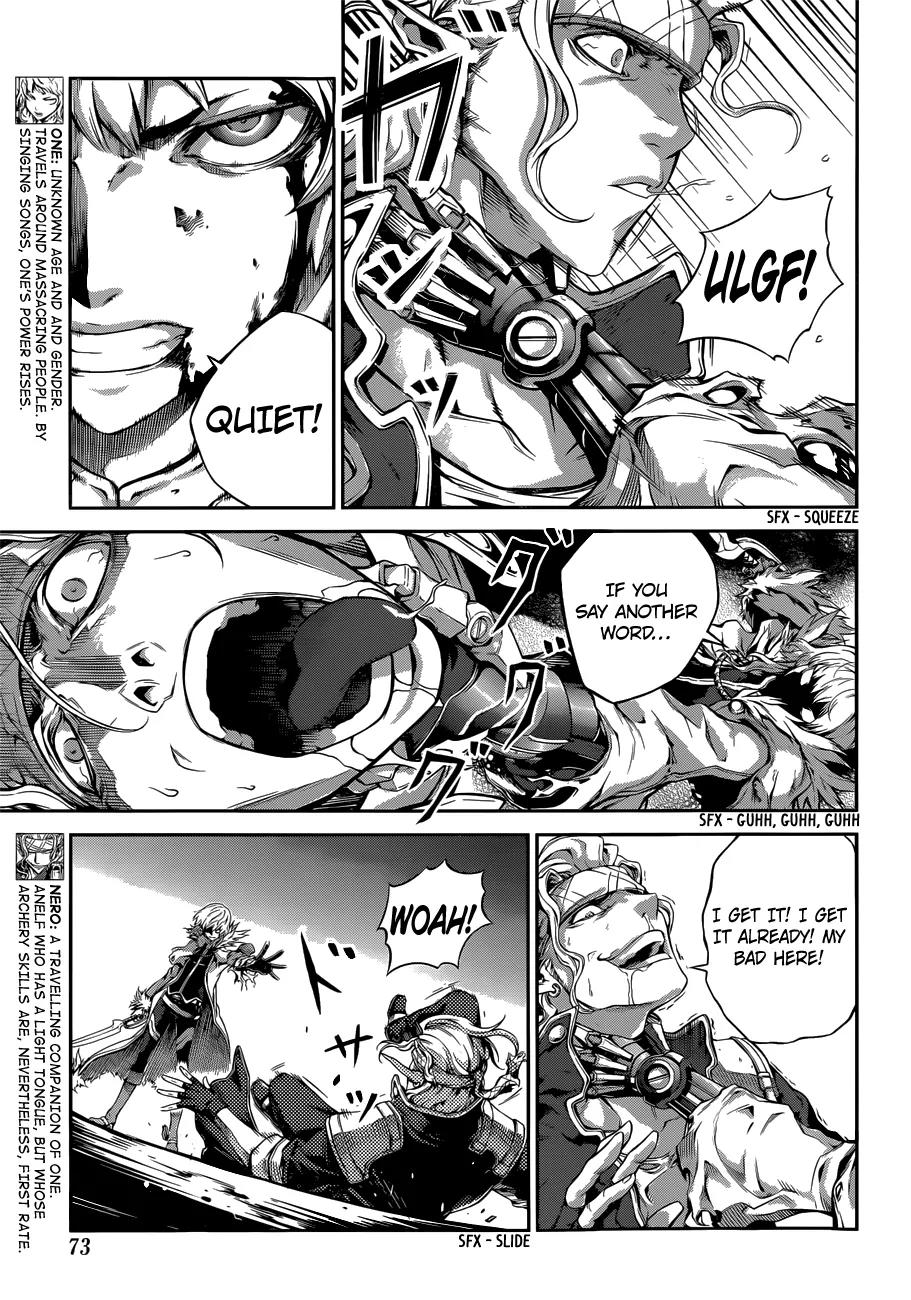 ULGF!
SFX - SQUEEZE
QUIET!
ONE: UNKNOWN AGE AND AND GENDER.
TRAVELS AROUND MASSACRING PEOPLE. BY
SINGING SONGS, ONE'S POWER RISES.
IF YOU
SAY ANOTHER
WORD...
SFX - GUHH, GUHH, GUHH
I GET IT! I GET
IT ALREADY! MY
BAD HERE!
WOAH!
SFX - SLIDE
NERO: A TRAVELLING COMPANION OF ONE.
ANELF WHO HAS A LIGHT TONGUE, BUT WHOSE
ARCHERY SKILLS ARE, NEVERTHELESS, FIRST RATE.
73